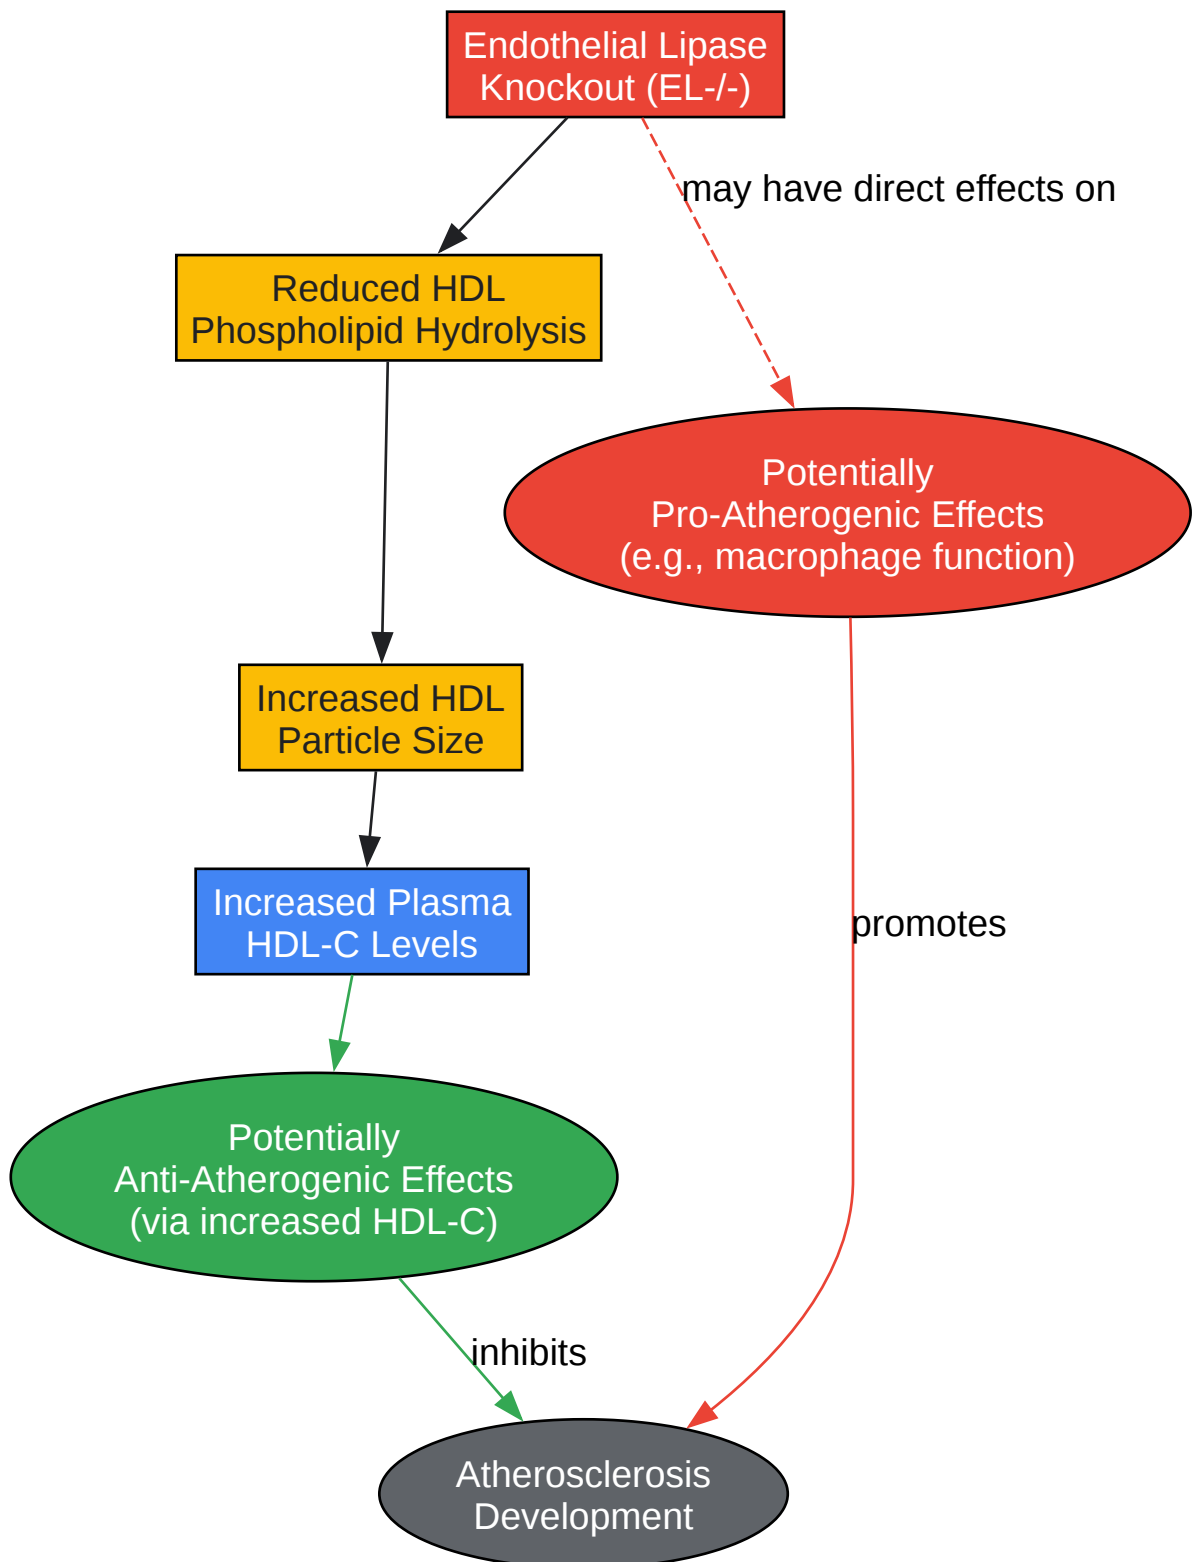 Endothelial Lipase
Knockout (EL-/-)
may have direct effects on
Reduced HDL
Phospholipid Hydrolysis
Potentially
Pro-Atherogenic Effects
(e.g., macrophage function)
Increased HDL
Particle Size
Increased Plasma
HDL-C Levels
promotes
Potentially
Anti-Atherogenic Effects
(via increased HDL-C)
inhibits
Atherosclerosis
Development